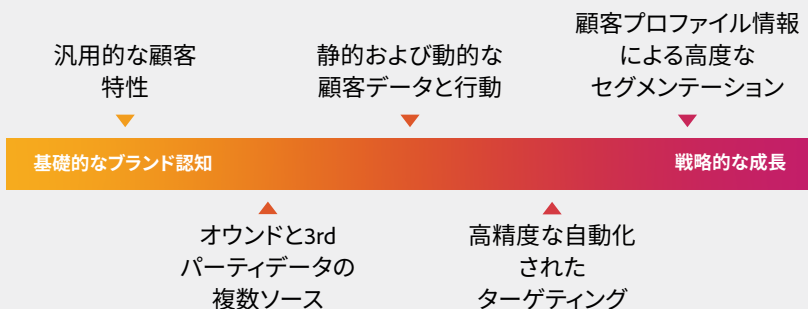 汎用的な顧客
特性
静的および動的な
顧客データと行動
顧客プロファイル情報
による高度な
セグメンテーション
基礎的なブランド認知
戦略的な成長
オウンドと3rd
パーティデータの
複数ソース
高精度な自動化
された
ターゲティング